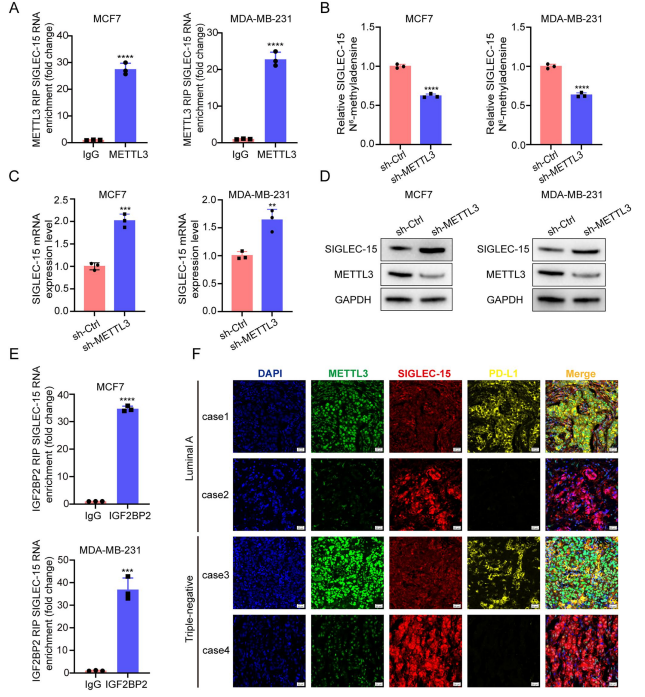 A
MCF7
METTL3 RIP SIGLEC-15 RNA
enrichment (fold change)
40
30
20
10
0
****
IgG METTL3
MDA-MB-231
METTL3 RIP SIGLEC-15 RNA
enrichment (fold change)
30
20
10
0
****
IgG METTL3
B
MCF7
Relative SIGLEC-15
N⁶-methyladensine
1.5
1.0
0.5
0.0
****
sh-Ctrl
sh-METTL3
MDA-MB-231
Relative SIGLEC-15
N⁶-methyladensine
1.5
1.0
0.5
0.0
****
sh-Ctrl
sh-METTL3
C
MCF7
SIGLEC-15 mRNA
expression level
2.5
2.0
1.5
1.0
0.5
0.0
***
sh-Ctrl
sh-METTL3
MDA-MB-231
SIGLEC-15 mRNA
expression level
2.0
1.5
1.0
0.5
0.0
**
sh-Ctrl
sh-METTL3
D
MCF7
sh-Ctrl
sh-METTL3
SIGLEC-15
METTL3
GAPDH
MDA-MB-231
sh-Ctrl
sh-METTL3
SIGLEC-15
METTL3
GAPDH
E
MCF7
IGF2BP2 RIP SIGLEC-15 RNA
enrichment (fold change)
40
30
20
10
0
****
IgG IGF2BP2
MDA-MB-231
IGF2BP2 RIP SIGLEC-15 RNA
enrichment (fold change)
50
40
30
20
10
0
***
IgG IGF2BP2
F
DAPI METTL3 SIGLEC-15 PD-L1 Merge
Luminal A
case1
case2
Triple-negative
case3
case4